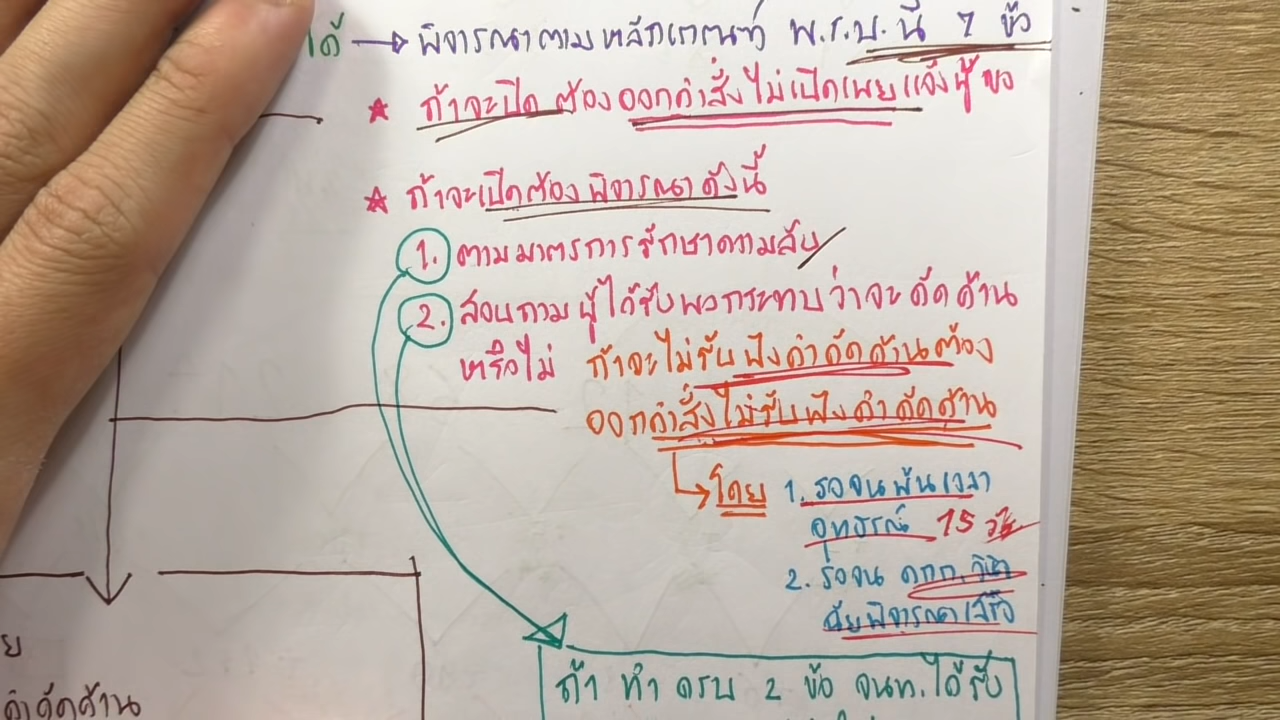 ได้ → พิจารณาตามหลักเกณฑ์ พ.ร.บ. นี้ 7 ข้อ
★ ถ้าจะปิด ต้องออกคำสั่งไม่เปิดเผยแจ้งผู้ขอ
★ ถ้าจะเปิดต้องพิจารณาดังนี้
1. ตามมาตรการรักษาความลับ
2. สอบถามผู้ได้รับผลกระทบว่าจะคัดค้าน
หรือไม่ ถ้าจะไม่รับฟังคำคัดค้านต้อง
ออกคำสั่งไม่รับฟังคำคัดค้าน
→ โดย 1. รอจนพ้นเวลา
อุทธรณ์ 15 วัน
2. รอจน คกก. วินิจ
ฉัยพิจารณาเสร็จ
ถ้า ทำ ครบ 2 ข้อ จนท. ได้รับ
คำคัดค้าน